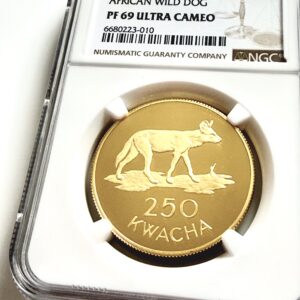 AFRICAN WILD DOG
PF 69 ULTRA CAMEO
6680223-010
NUMISMATIC GUARANTY COMPANY
NGC
250
KWACHA